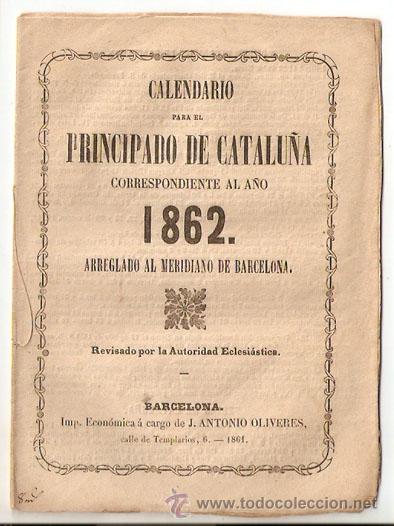 CALENDARIO
PARA EL
PRINCIPADO DE CATALUÑA
CORRESPONDIENTE AL AÑO
1862.
ARREGLADO AL MERIDIANO DE BARCELONA.
Revisado por la Autoridad Eclesiástica.
BARCELONA.
Imp. Económica á cargo de J. ANTONIO OLIVERES,
calle de Templarios, 6. — 1861.
www.todocoleccion.net